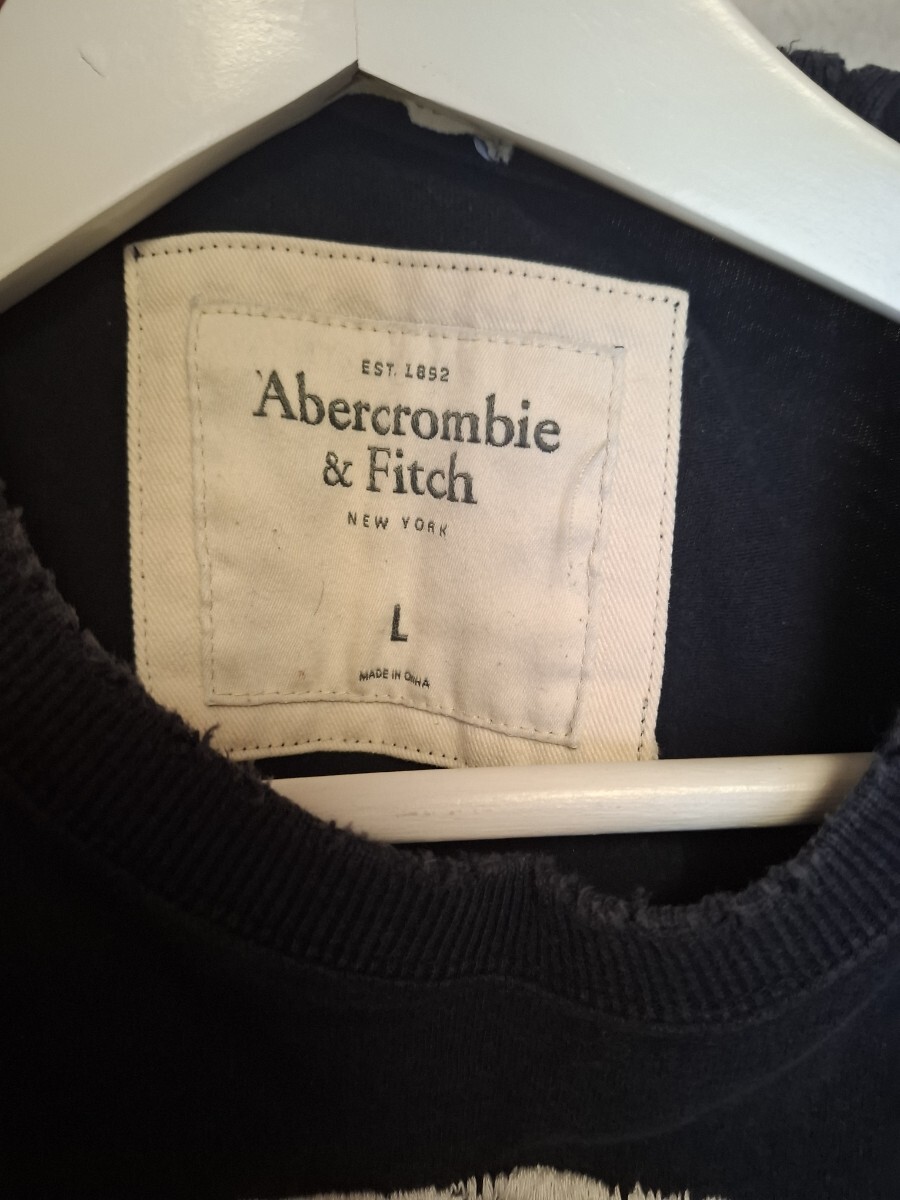 EST. 1892
Abercrombie
& Fitch
NEW YORK
L
MADE IN CHINA